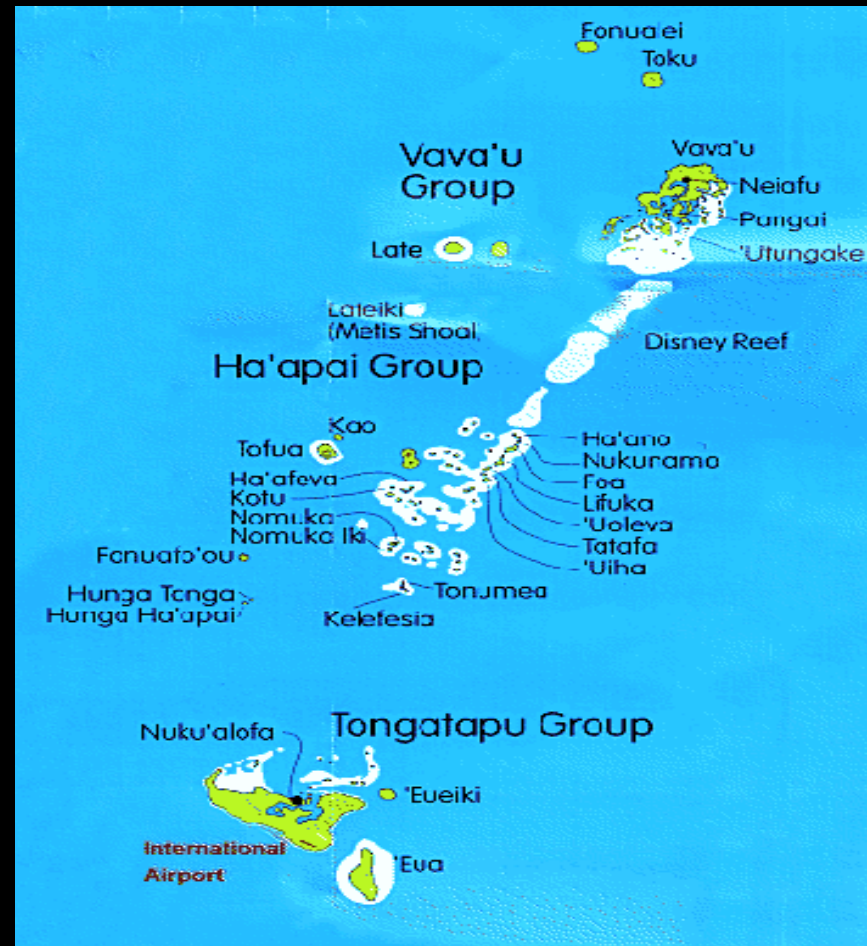 Fonualei
Toku
Vava'u
Group
Vava'u
Neiafu
Pangai
'Utungake
Late
Lateiki
(Metis Shoal)
Disney Reef
Ha'apai Group
Kao
Tofua
Ha'ano
Nukunamo
Foa
Lifuka
'Uoleva
Tatafa
'Uiha
Ha'afeva
Kotu
Nomuka
Nomuka Iki
Fonuafo'ou
Hunga Tonga
Hunga Ha'apai
Tonumea
Kelefesia
Tongatapu Group
Nuku'alofa
'Eueiki
International
Airport
'Eua